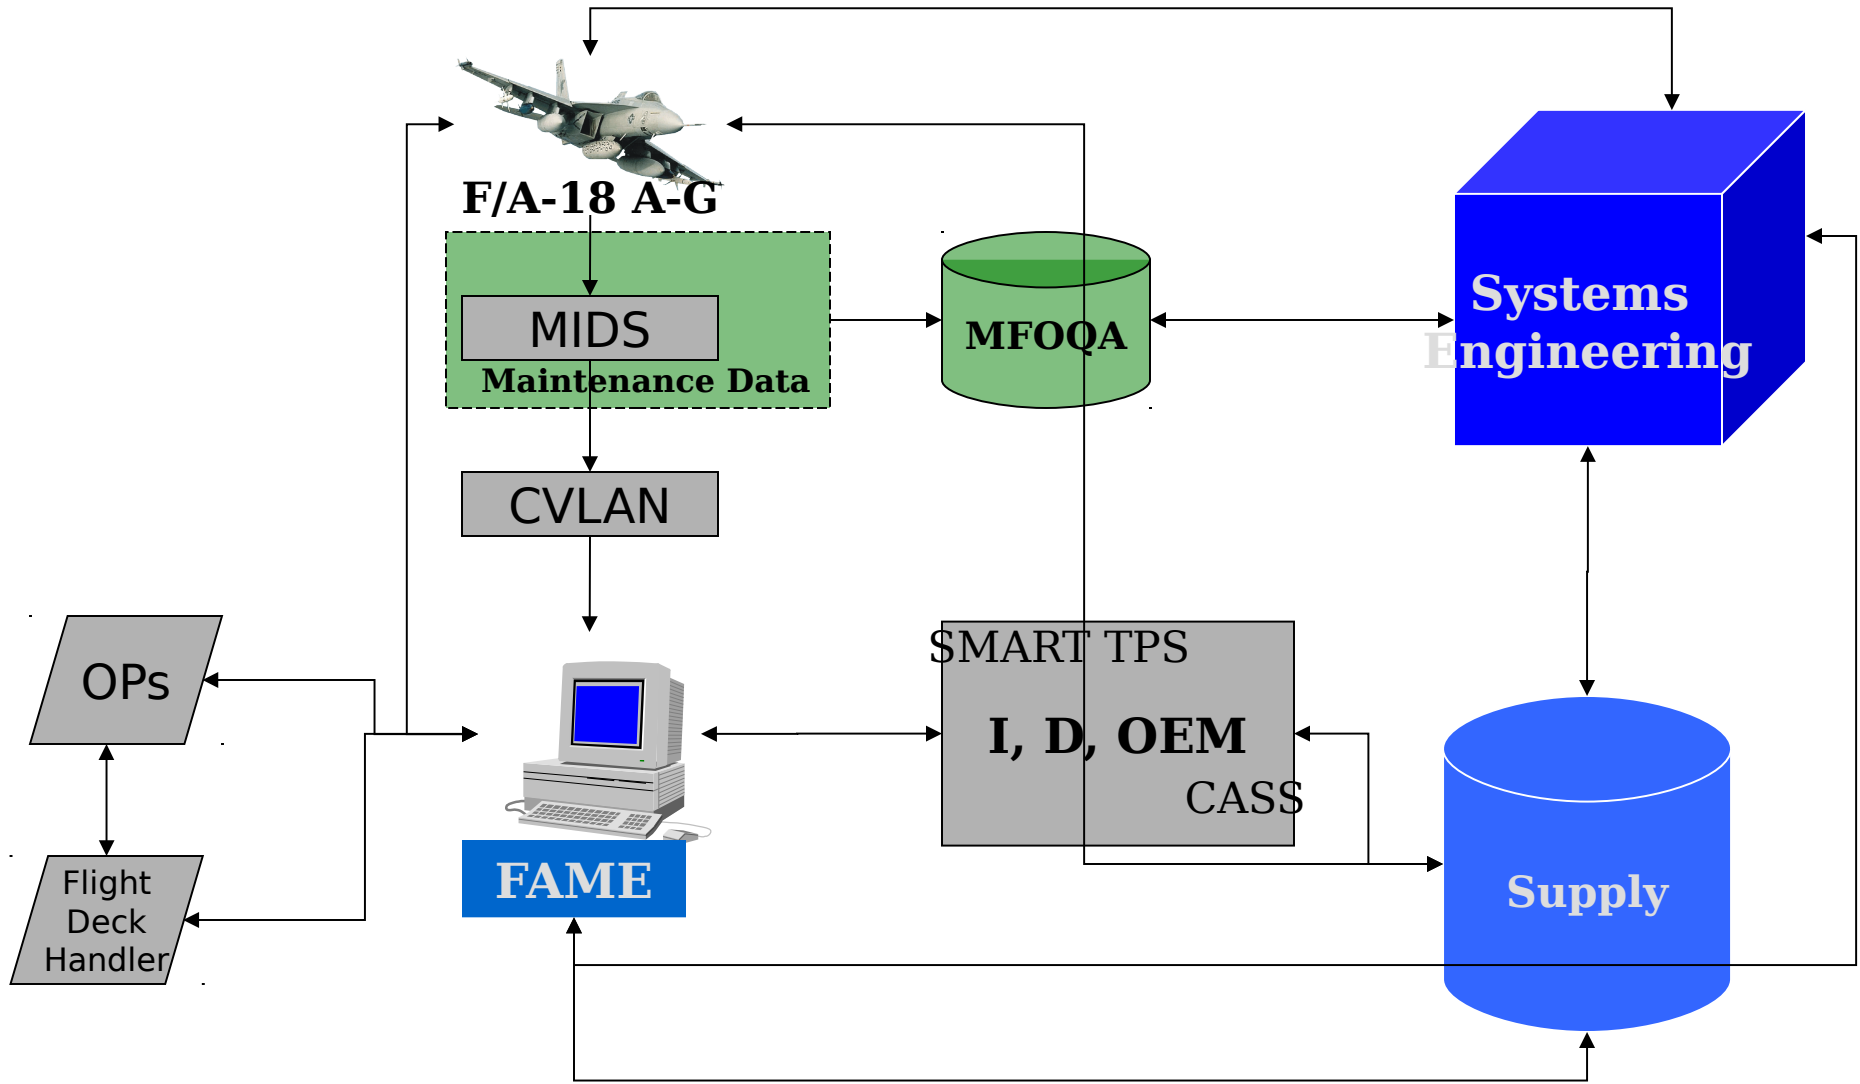 F/A-18 A-G
MIDS
Maintenance Data
MFOQA
Systems
Engineering
CVLAN
OPs
SMART TPS
I, D, OEM
CASS
FAME
Flight
Deck
Handler
Supply